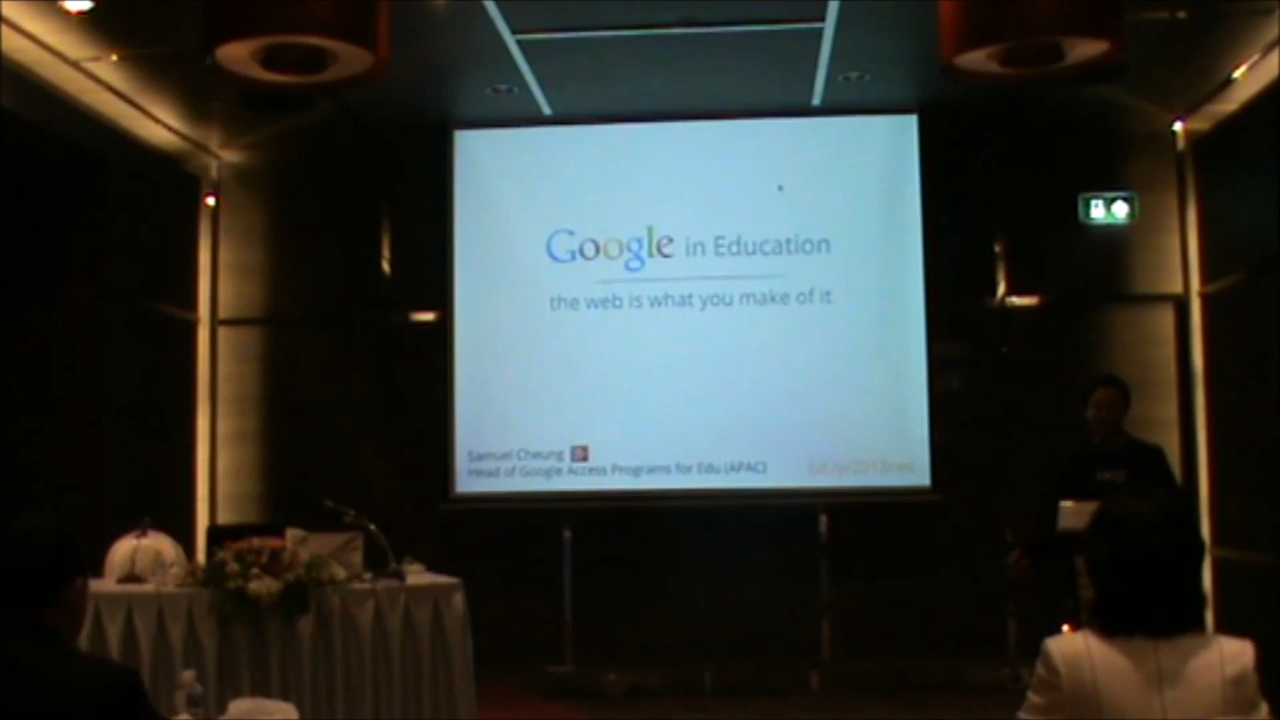 Google in Education
the web is what you make of it
Samuel Cheung
Head of Google Access Programs for Edu (APAC)